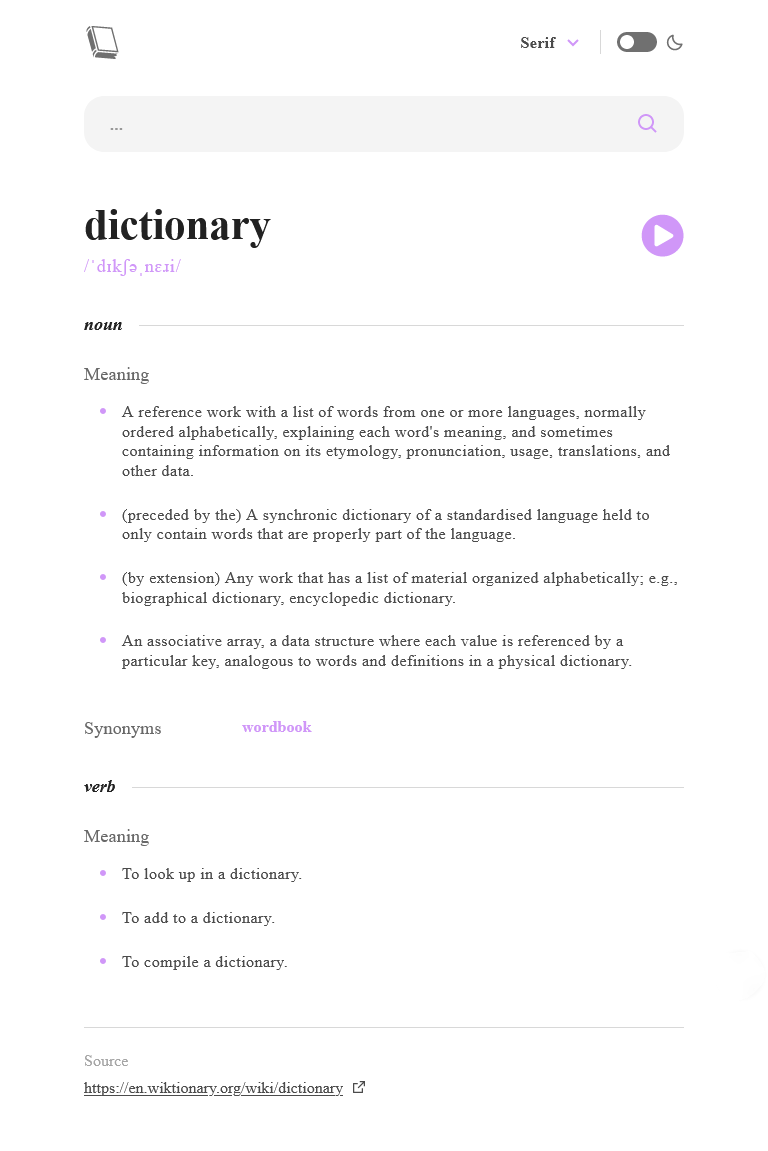 Serif
...
dictionary
/ˈdɪkʃəˌnɛɹi/
noun
Meaning
A reference work with a list of words from one or more languages, normally
ordered alphabetically, explaining each word's meaning, and sometimes
containing information on its etymology, pronunciation, usage, translations, and
other data.
(preceded by the) A synchronic dictionary of a standardised language held to
only contain words that are properly part of the language.
(by extension) Any work that has a list of material organized alphabetically; e.g.,
biographical dictionary, encyclopedic dictionary.
An associative array, a data structure where each value is referenced by a
particular key, analogous to words and definitions in a physical dictionary.
Synonyms wordbook
verb
Meaning
To look up in a dictionary.
To add to a dictionary.
To compile a dictionary.
Source
https://en.wiktionary.org/wiki/dictionary